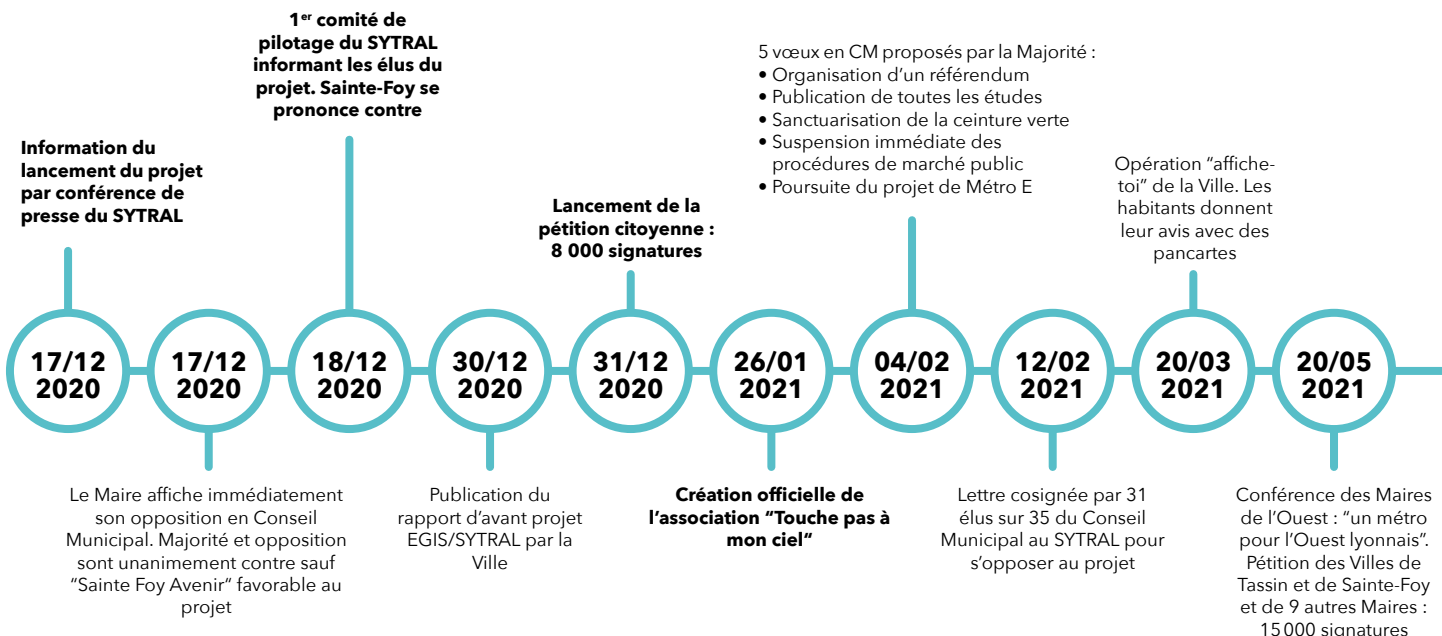 Information du
lancement du projet
par conférence de
presse du SYTRAL
17/12
2020
17/12
2020
Le Maire affiche immédiatement
son opposition en Conseil
Municipal. Majorité et opposition
sont unanimement contre sauf
"Sainte Foy Avenir" favorable au
projet
1er comité de
pilotage du SYTRAL
informant les élus du
projet. Sainte-Foy se
prononce contre
18/12
2020
30/12
2020
Publication du
rapport d'avant projet
EGIS/SYTRAL par la
Ville
Lancement de la
pétition citoyenne :
8 000 signatures
31/12
2020
26/01
2021
Création officielle de
l'association "Touche pas à
mon ciel"
5 vœux en CM proposés par la Majorité :
• Organisation d'un référendum
• Publication de toutes les études
• Sanctuarisation de la ceinture verte
• Suspension immédiate des
procédures de marché public
• Poursuite du projet de Métro E
04/02
2021
12/02
2021
Lettre cosignée par 31
élus sur 35 du Conseil
Municipal au SYTRAL pour
s'opposer au projet
Opération "affiche-
toi" de la Ville. Les
habitants donnent
leur avis avec des
pancartes
20/03
2021
20/05
2021
Conférence des Maires
de l'Ouest : "un métro
pour l'Ouest lyonnais".
Pétition des Villes de
Tassin et de Sainte-Foy
et de 9 autres Maires :
15 000 signatures